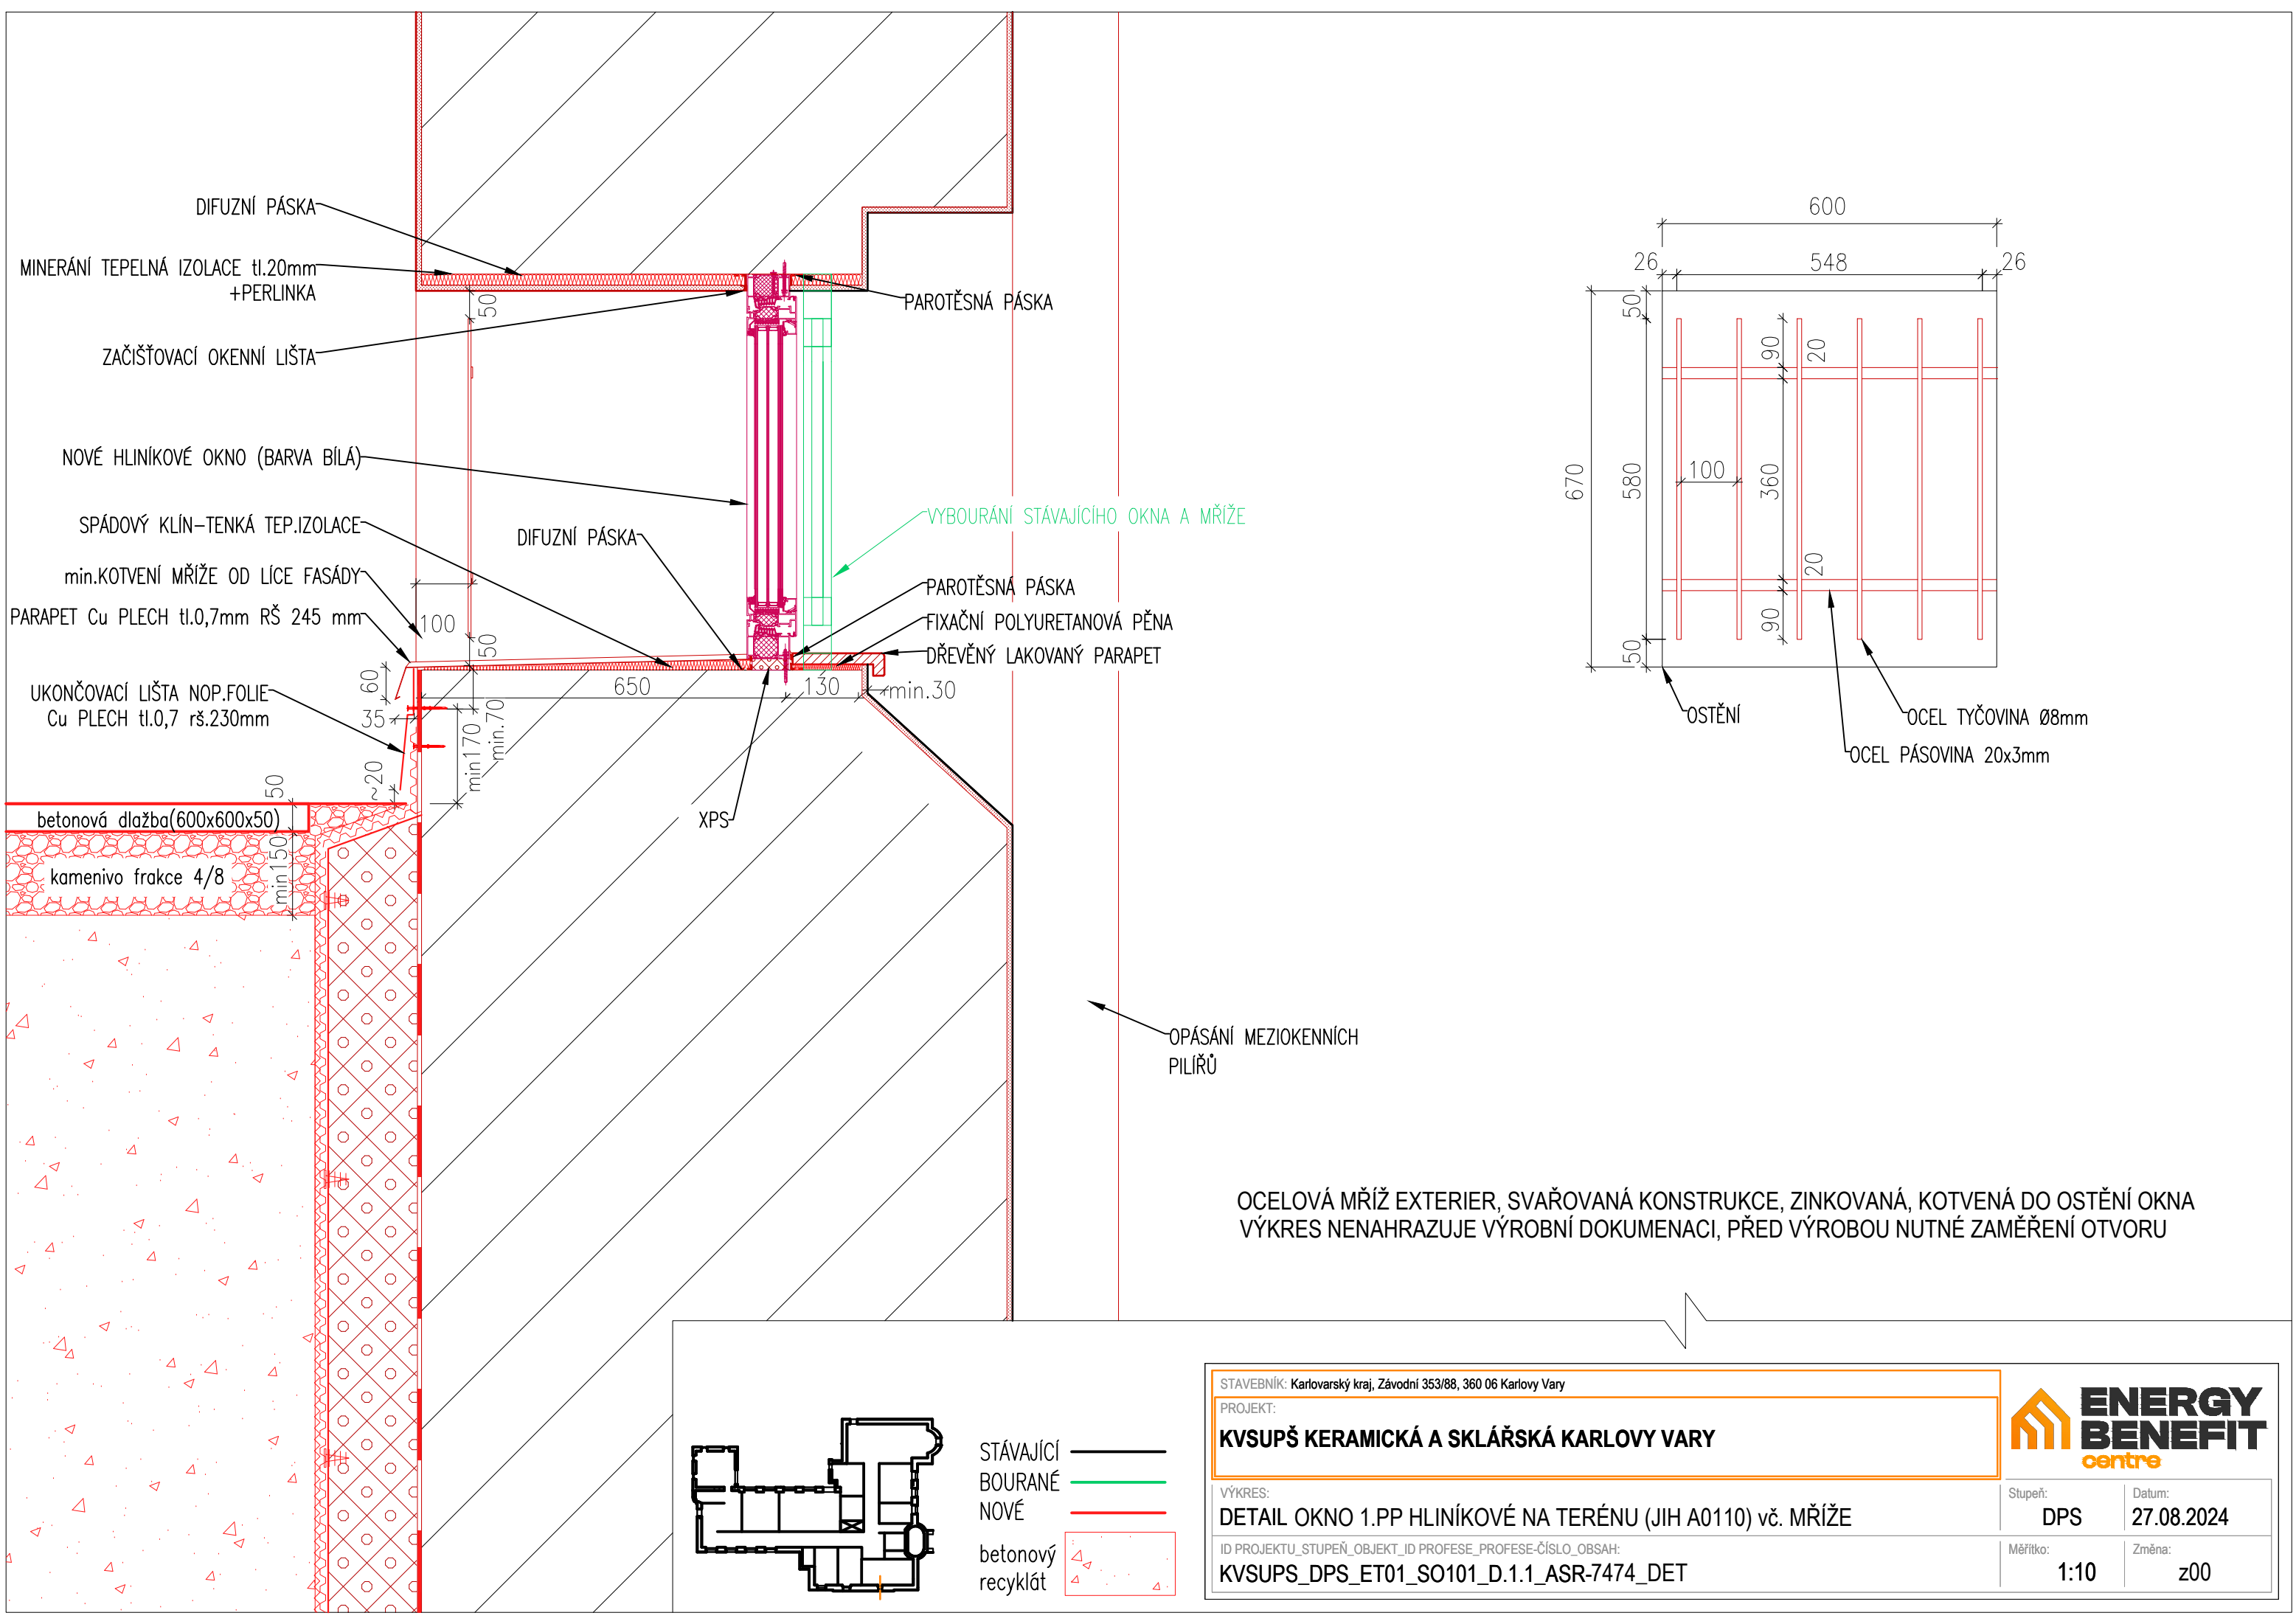 DIFUZNÍ PÁSKA
MINERÁNÍ TEPELNÁ IZOLACE tl.20mm
+PERLINKA
ZAČIŠŤOVACÍ OKENNÍ LIŠTA
NOVÉ HLINÍKOVÉ OKNO (BARVA BÍLÁ)
SPÁDOVÝ KLÍN-TENKÁ TEP.IZOLACE
min.KOTVENÍ MŘÍŽE OD LÍCE FASÁDY
PARAPET Cu PLECH tl.0,7mm RŠ 245 mm
UKONČOVACÍ LIŠTA NOP.FOLIE
Cu PLECH tl.0,7 rš.230mm
betonová dlažba(600x600x50)
kamenivo frakce 4/8
50
min150
50
100
50
60
35
~20
min170
min.70
650
130
min.30
DIFUZNÍ PÁSKA
XPS
PAROTĚSNÁ PÁSKA
VYBOURÁNÍ STÁVAJÍCÍHO OKNA A MŘÍŽE
PAROTĚSNÁ PÁSKA
FIXAČNÍ POLYURETANOVÁ PĚNA
DŘEVĚNÝ LAKOVANÝ PARAPET
OPÁSÁNÍ MEZIOKENNÍCH
PILÍŘŮ
600
26
548
26
50
90
20
670
580
100
360
20
90
50
OSTĚNÍ
OCEL TYČOVINA Ø8mm
OCEL PÁSOVINA 20x3mm
OCELOVÁ MŘÍŽ EXTERIER, SVAŘOVANÁ KONSTRUKCE, ZINKOVANÁ, KOTVENÁ DO OSTĚNÍ OKNA
VÝKRES NENAHRAZUJE VÝROBNÍ DOKUMENACI, PŘED VÝROBOU NUTNÉ ZAMĚŘENÍ OTVORU
STÁVAJÍCÍ
BOURANÉ
NOVÉ
betonový
recyklát
STAVEBNÍK: Karlovarský kraj, Závodní 353/88, 360 06 Karlovy Vary
PROJEKT:
KVSUPŠ KERAMICKÁ A SKLÁŘSKÁ KARLOVY VARY
ENERGY
BENEFIT
centre
VÝKRES:
DETAIL OKNO 1.PP HLINÍKOVÉ NA TERÉNU (JIH A0110) vč. MŘÍŽE
Stupeň:
DPS
Datum:
27.08.2024
ID PROJEKTU_STUPEŇ_OBJEKT_ID PROFESE_PROFESE-ČÍSLO_OBSAH:
KVSUPS_DPS_ET01_SO101_D.1.1_ASR-7474_DET
Měřítko:
1:10
Změna:
z00